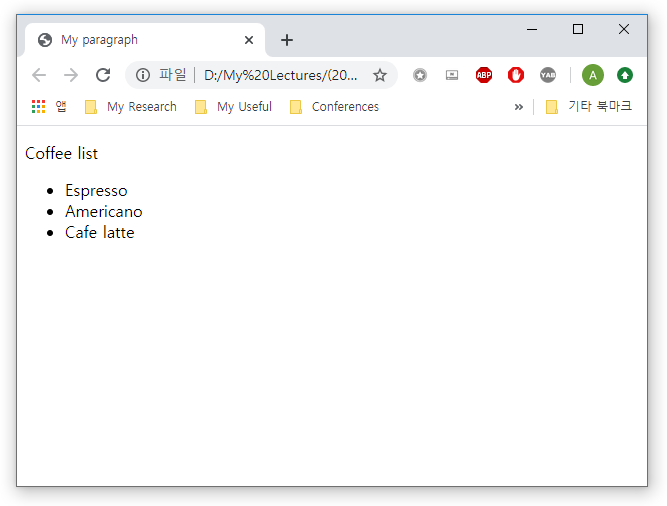 My paragraph
파일 D:/My%20Lectures/(20...
ABP
YAB
A
앱 My Research My Useful Conferences » 기타 북마크
Coffee list
• Espresso
• Americano
• Cafe latte